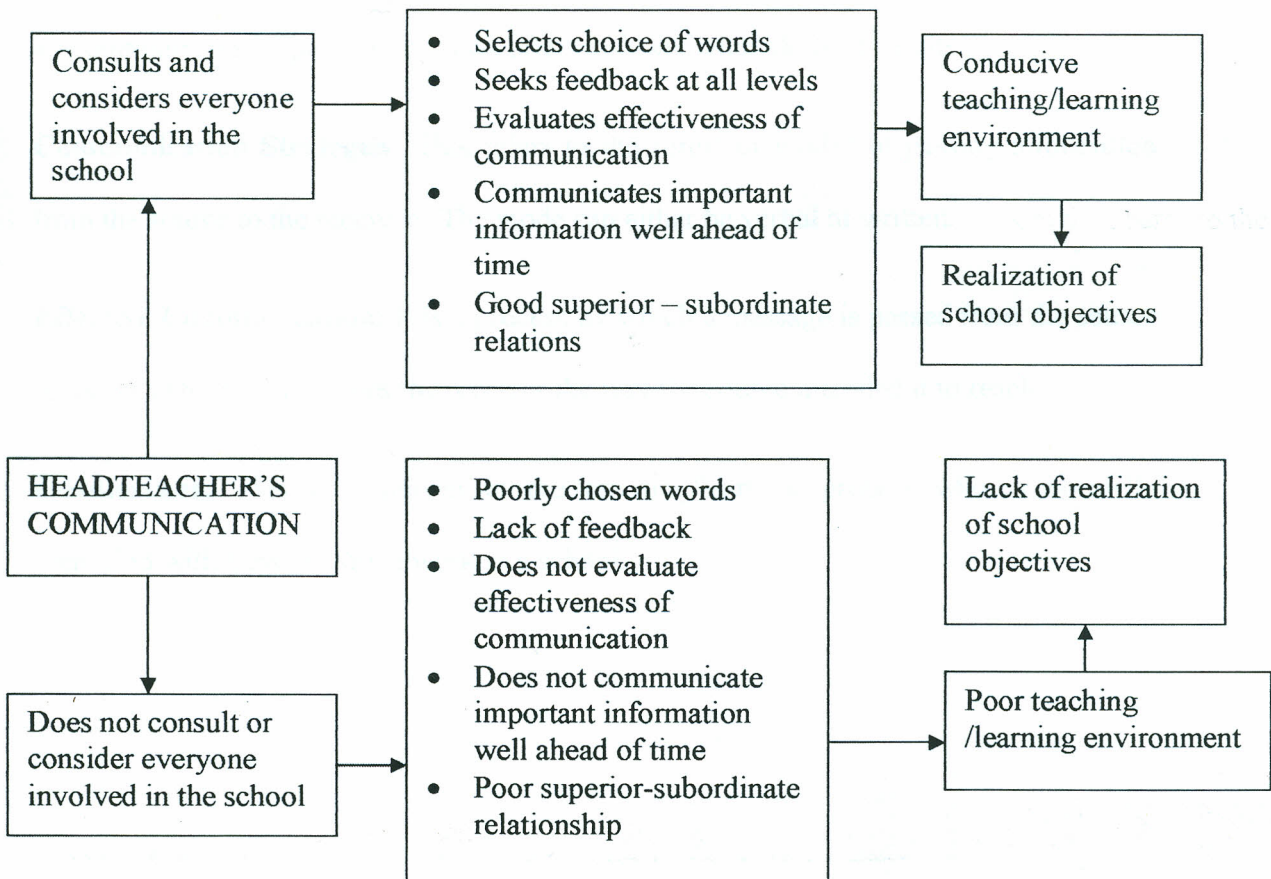 Consults and
considers everyone
involved in the
school
• Selects choice of words
• Seeks feedback at all levels
• Evaluates effectiveness of
communication
• Communicates important
information well ahead of
time
• Good superior – subordinate
relations
Conducive
teaching/learning
environment
Realization of
school objectives
HEADTEACHER'S
COMMUNICATION
Does not consult or
consider everyone
involved in the school
• Poorly chosen words
• Lack of feedback
• Does not evaluate
effectiveness of
communication
• Does not communicate
important information
well ahead of time
• Poor superior-subordinate
relationship
Lack of realization
of school
objectives
Poor teaching
/learning environment